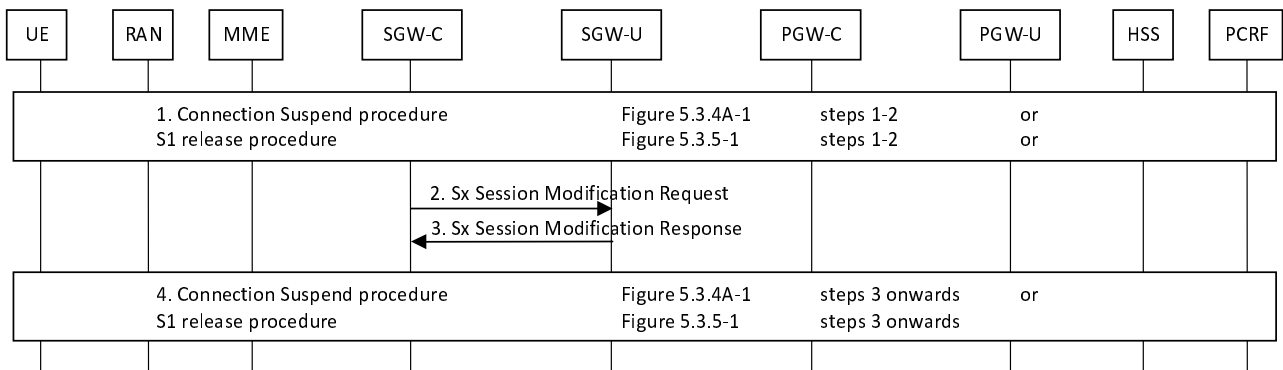 UE RAN MME SGW-C SGW-U PGW-C PGW-U HSS PCRF
1. Connection Suspend procedure Figure 5.3.4A-1 steps 1-2 or
S1 release procedure Figure 5.3.5-1 steps 1-2 or
2. Sx Session Modification Request
3. Sx Session Modification Response
4. Connection Suspend procedure Figure 5.3.4A-1 steps 3 onwards or
S1 release procedure Figure 5.3.5-1 steps 3 onwards